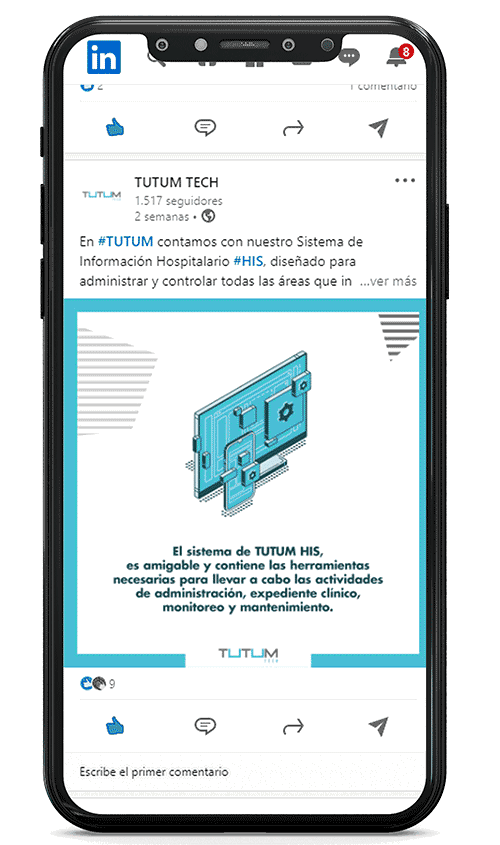 in
8
2
1 comentario
TUTUM TECH
TUTUM
1.517 seguidores
2 semanas •
En #TUTUM contamos con nuestro Sistema de
Información Hospitalario #HIS, diseñado para
administrar y controlar todas las áreas que in ...ver más
El sistema de TUTUM HIS,
es amigable y contiene las herramientas
necesarias para llevar a cabo las actividades
de administración, expediente clínico,
monitoreo y mantenimiento.
TUTUM
TECH
9
Escribe el primer comentario